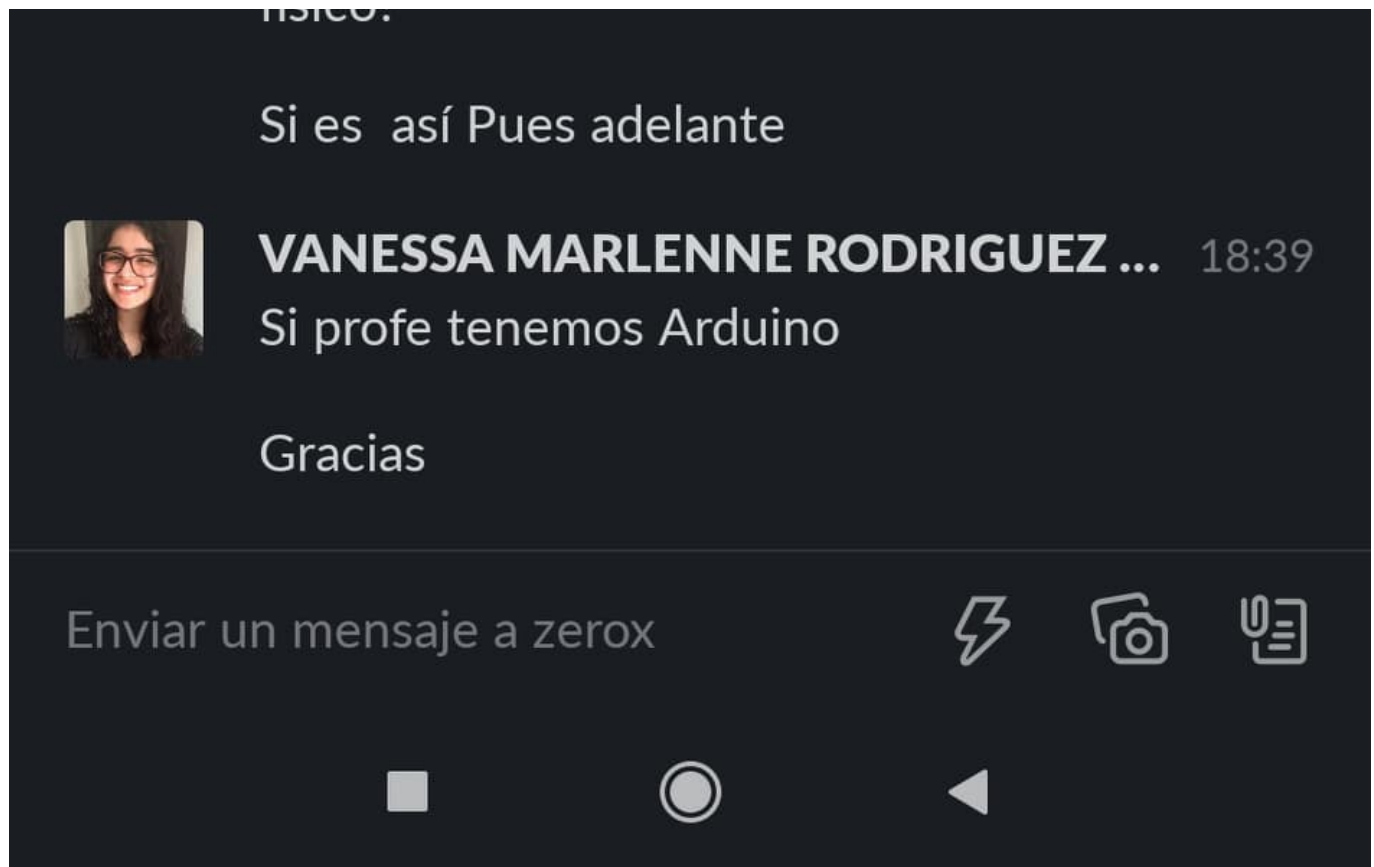 físico.
Si es  así Pues adelante
VANESSA MARLENNE RODRIGUEZ ... 18:39
Si profe tenemos Arduino
Gracias
Enviar un mensaje a zerox